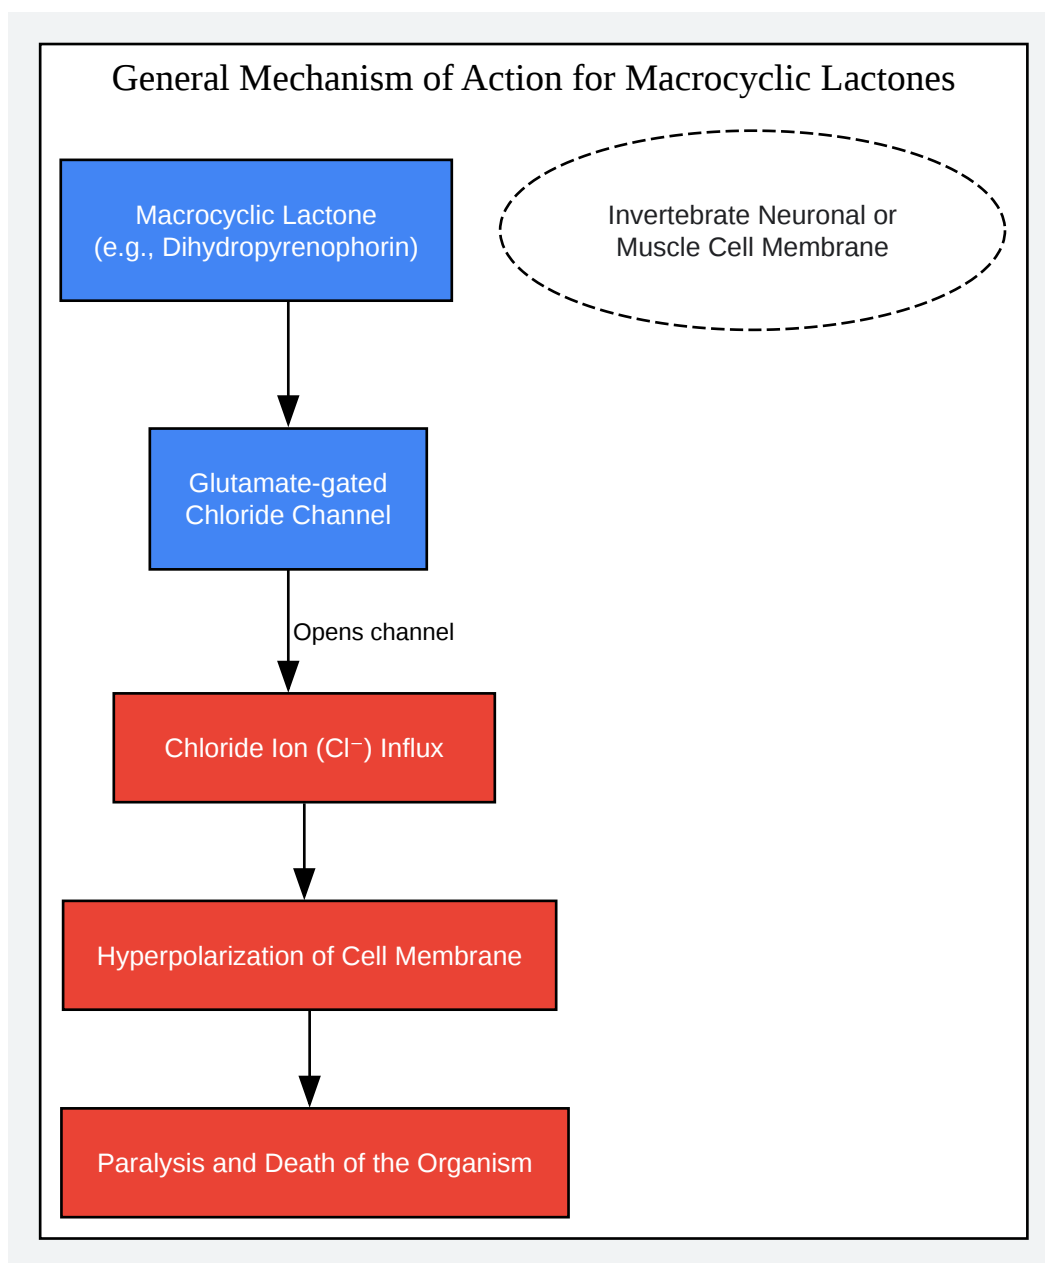 General Mechanism of Action for Macrocyclic Lactones
Macrocyclic Lactone
(e.g., Dihydropyrenophorin)
Invertebrate Neuronal or
Muscle Cell Membrane
Glutamate-gated
Chloride Channel
Opens channel
Chloride Ion (Cl⁻) Influx
Hyperpolarization of Cell Membrane
Paralysis and Death of the Organism